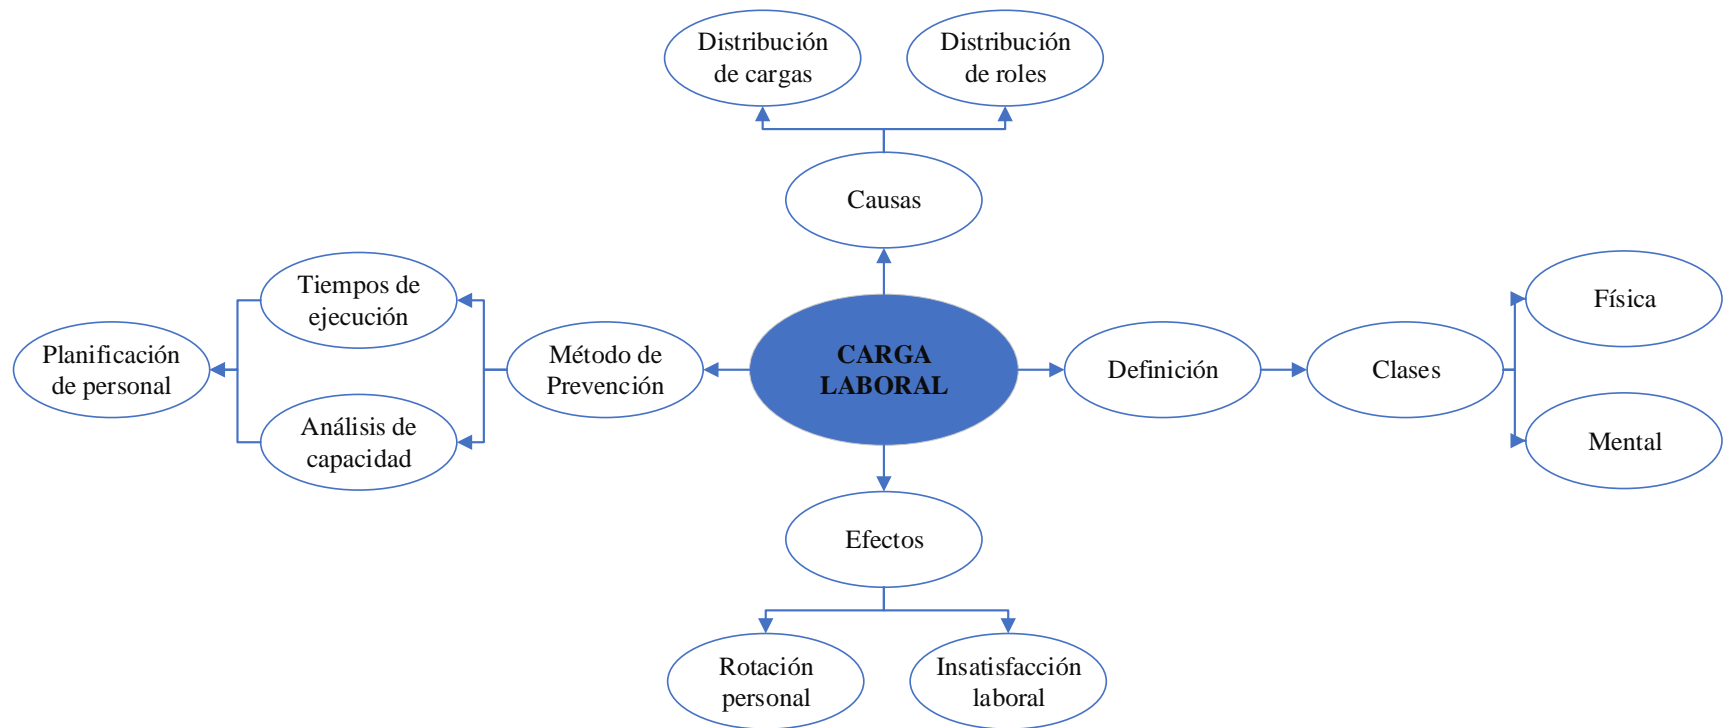 Distribución
de cargas
Distribución
de roles
Causas
Tiempos de
ejecución
Física
Planificación
de personal
Método de
Prevención
CARGA
LABORAL
Definición
Clases
Análisis de
capacidad
Mental
Efectos
Rotación
personal
Insatisfacción
laboral